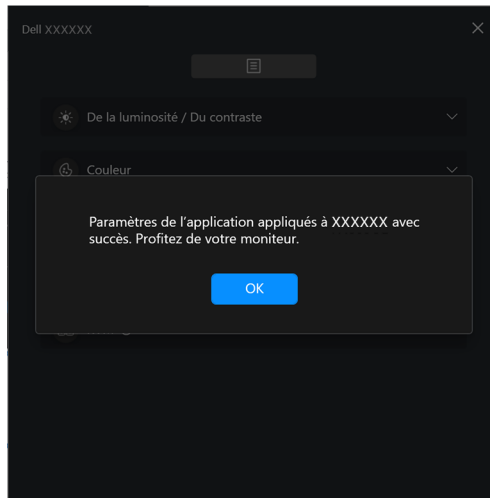 Dell XXXXXX
De la luminosité / Du contraste
Couleur
Paramètres de l’application appliqués à XXXXXX avec
succès. Profitez de votre moniteur.
OK